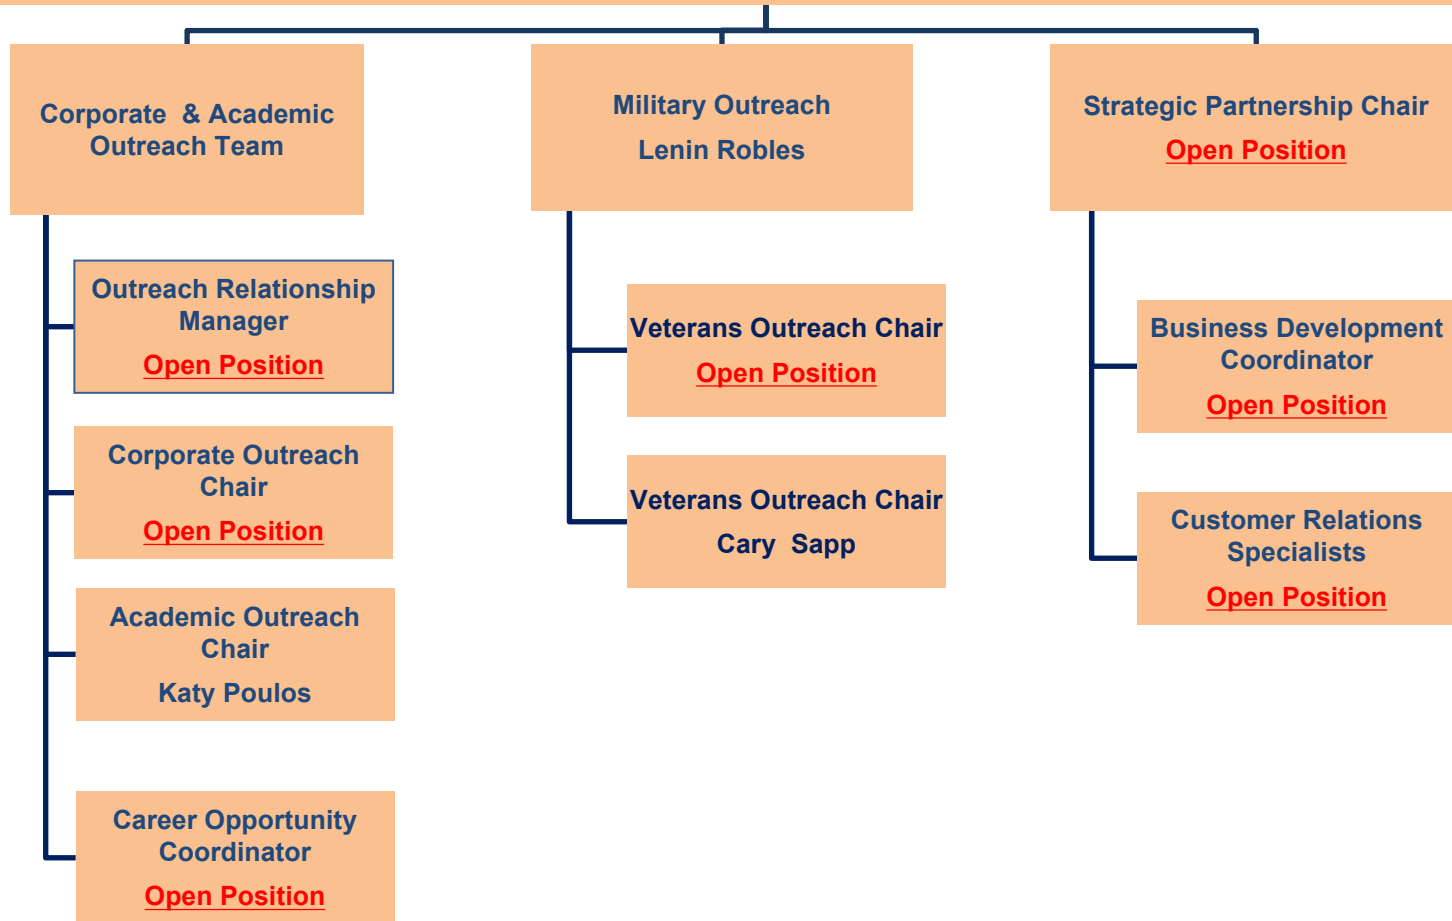 Corporate  & Academic
Outreach Team
Military Outreach
Lenin Robles
Strategic Partnership Chair
Open Position
Outreach Relationship
Manager
Open Position
Corporate Outreach
Chair
Open Position
Academic Outreach
Chair
Katy Poulos
Career Opportunity
Coordinator
Open Position
Veterans Outreach Chair
Open Position
Veterans Outreach Chair
Cary  Sapp
Business Development
Coordinator
Open Position
Customer Relations
Specialists
Open Position